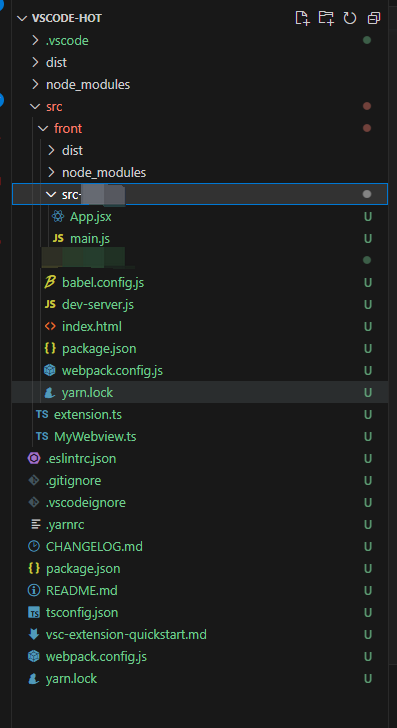 VSCODE-HOT
.vscode
dist
node_modules
src
front
dist
node_modules
src-
App.jsx U
JS main.js U
babel.config.js U
JS dev-server.js U
index.html U
package.json U
webpack.config.js U
yarn.lock U
TS extension.ts U
TS MyWebview.ts U
.eslintrc.json U
.gitignore U
.vscodeignore U
.yarnrc U
CHANGELOG.md U
package.json U
README.md U
TS tsconfig.json U
vsc-extension-quickstart.md U
webpack.config.js U
yarn.lock U